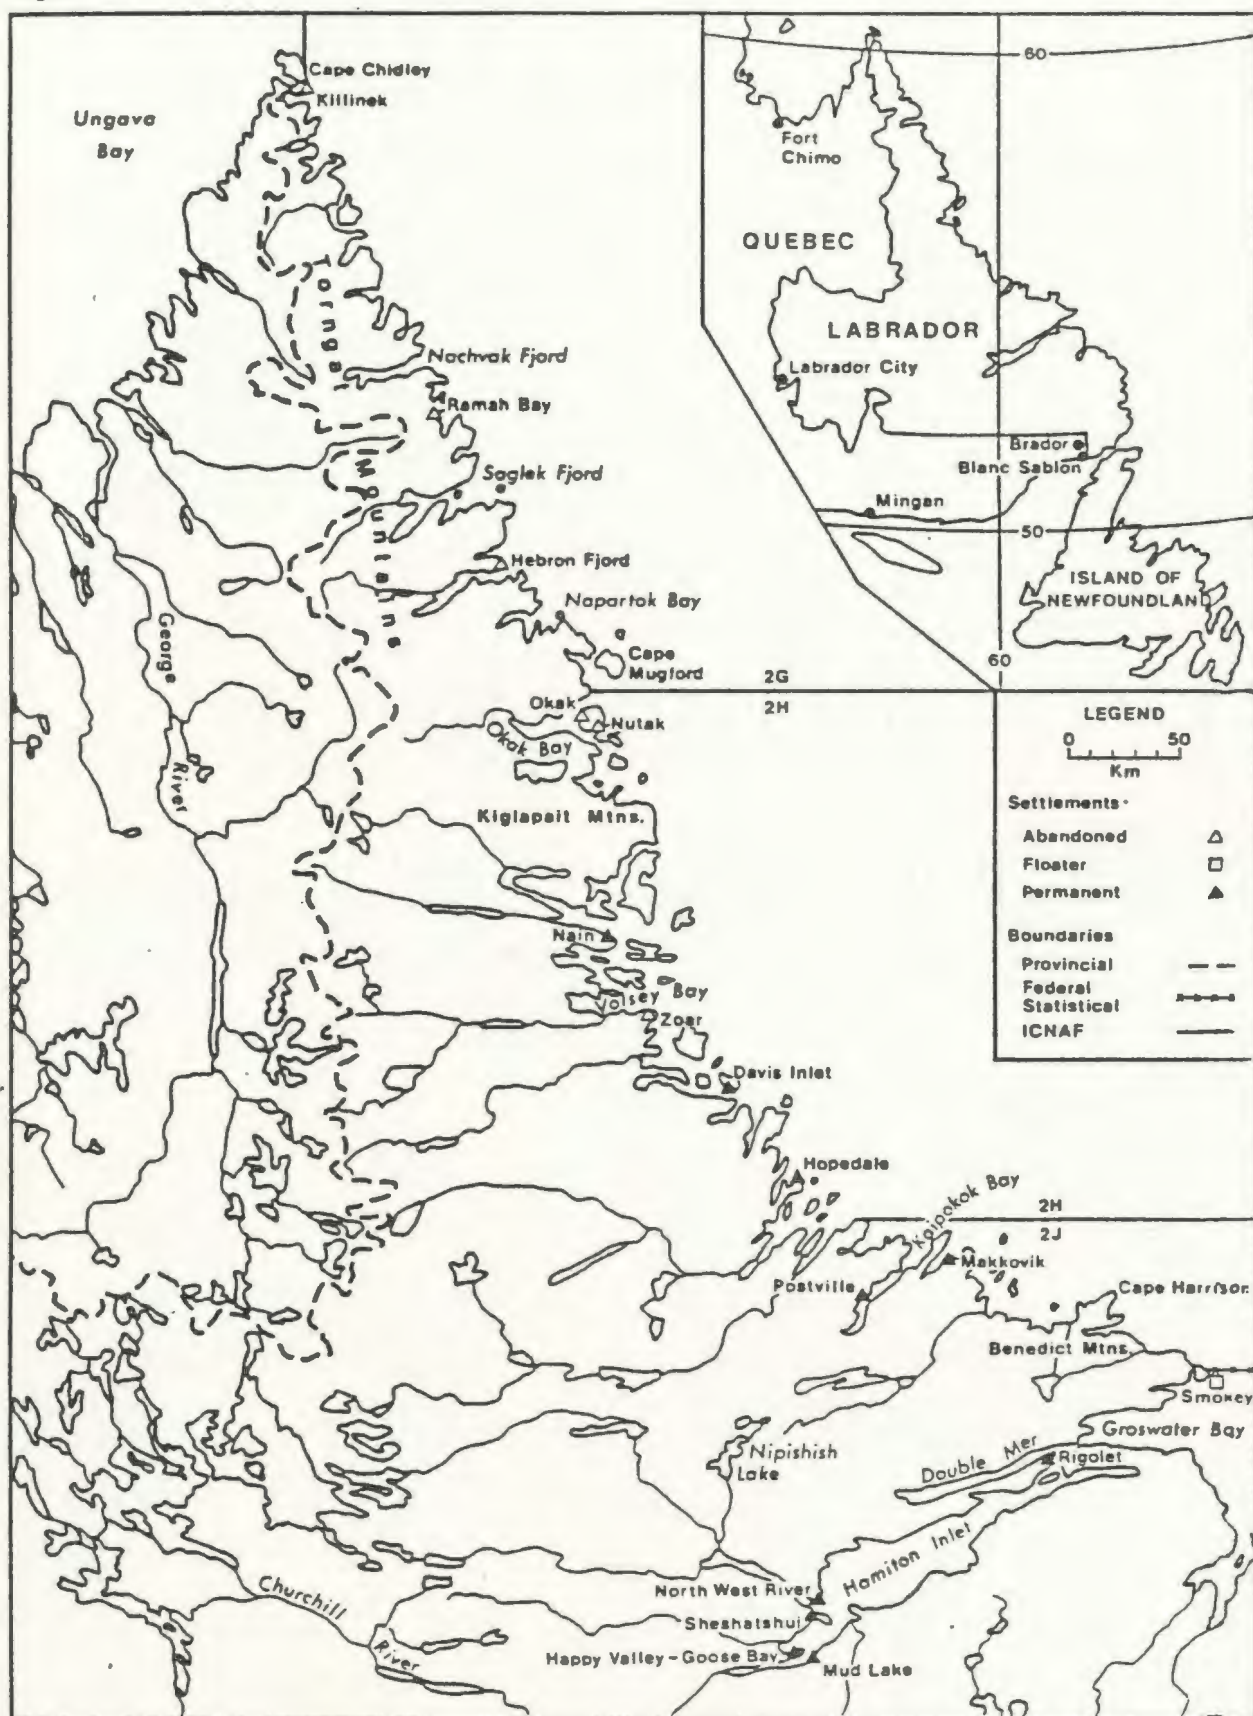 Cape Chidley
Killinek
Ungava
Bay
Torngat
Mountains
Nachvak Fjord
Ramah Bay
Saglek Fjord
Hebron Fjord
Napartok Bay
Cape
Mugford
George
River
2G
2H
Okak
Nutak
Okak Bay
Kiglapait Mtns.
Nain
Voisey Bay
Zoar
Davis Inlet
Hopedale
Kaipokok Bay
2H
2J
Makkovik
Postville
Cape Harrison
Benedict Mtns.
Smokey
Groswater Bay
Double Mer
Rigolet
Nipishish
Lake
Hamilton Inlet
North West River
Sheshatshui
Happy Valley-Goose Bay
Mud Lake
Churchill
River
60
Fort
Chimo
QUEBEC
LABRADOR
Labrador City
Brador
Blanc Sablon
Mingan
50
ISLAND OF
NEWFOUNDLAND
60
LEGEND
0 50
Km
Settlements
Abandoned
Floater
Permanent
Boundaries
Provincial
Federal
Statistical
ICNAF